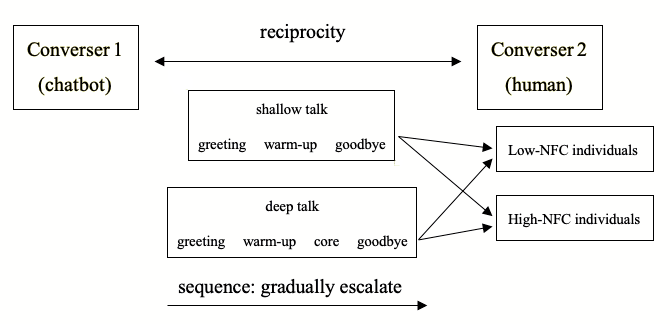 reciprocity
Converser 1
(chatbot)
Converser 2
(human)
shallow talk
greeting warm-up goodbye
Low-NFC individuals
deep talk
greeting warm-up core goodbye
High-NFC individuals
sequence: gradually escalate